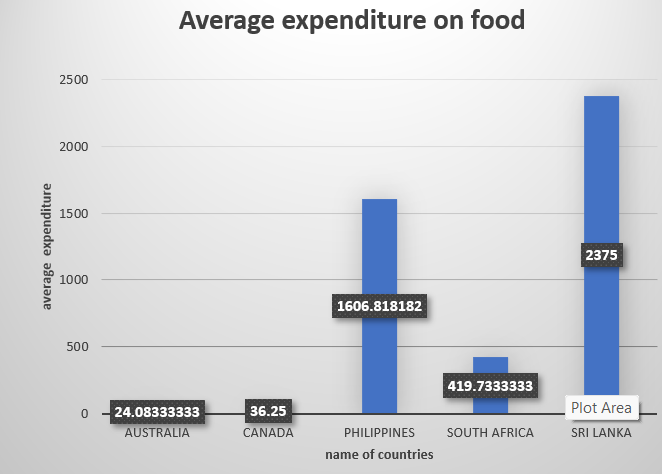 Average expenditure on food
average expenditure
2500
2000
1500
1000
500
0
24.08333333
36.25
1606.818182
419.7333333
2375
Plot Area
AUSTRALIA
CANADA
PHILIPPINES
SOUTH AFRICA
SRI LANKA
name of countries